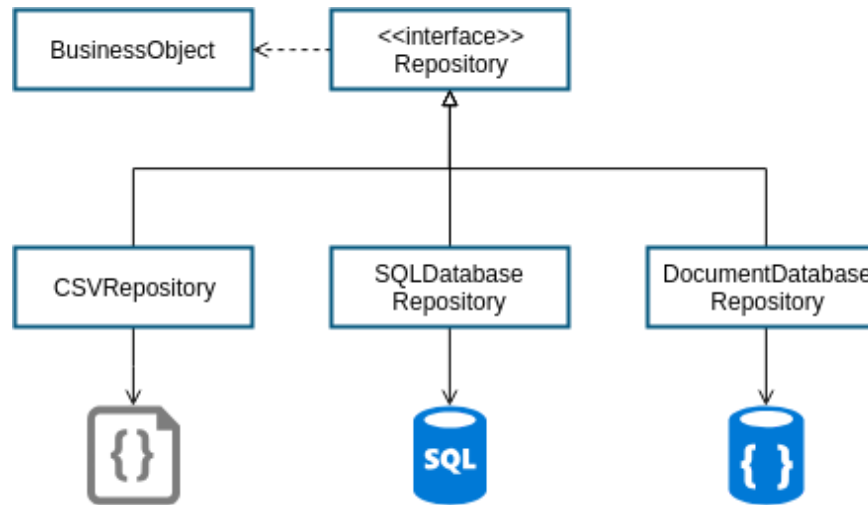 BusinessObject
<<interface>>
Repository
CSVRepository
SQLDatabase
Repository
DocumentDatabase
Repository
{}
SQL
{ }